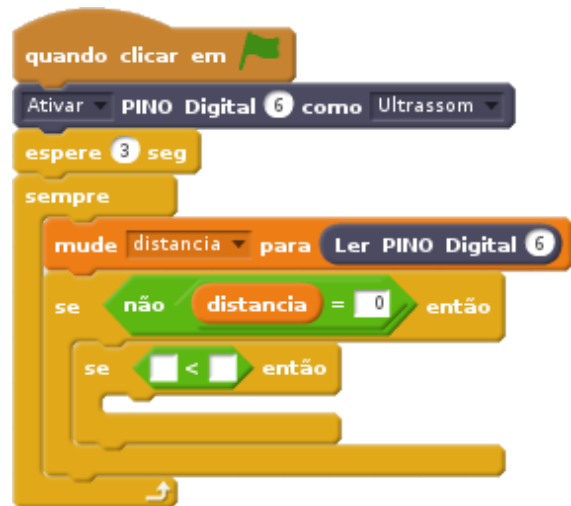 quando clicar em
Ativar PINO Digital 6 como Ultrassom
espere 3 seg
sempre
mude distancia para Ler PINO Digital 6
se não distancia = 0 então
se < então